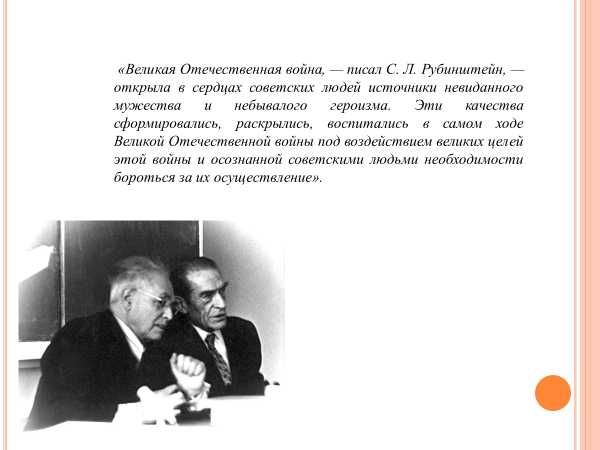 «Великая Отечественная война, — писал С. Л. Рубинштейн, —
открыла в сердцах советских людей источники невиданного
мужества и небывалого героизма. Эти качества
сформировались, раскрылись, воспитались в самом ходе
Великой Отечественной войны под воздействием великих целей
этой войны и осознанной советскими людьми необходимости
бороться за их осуществление».